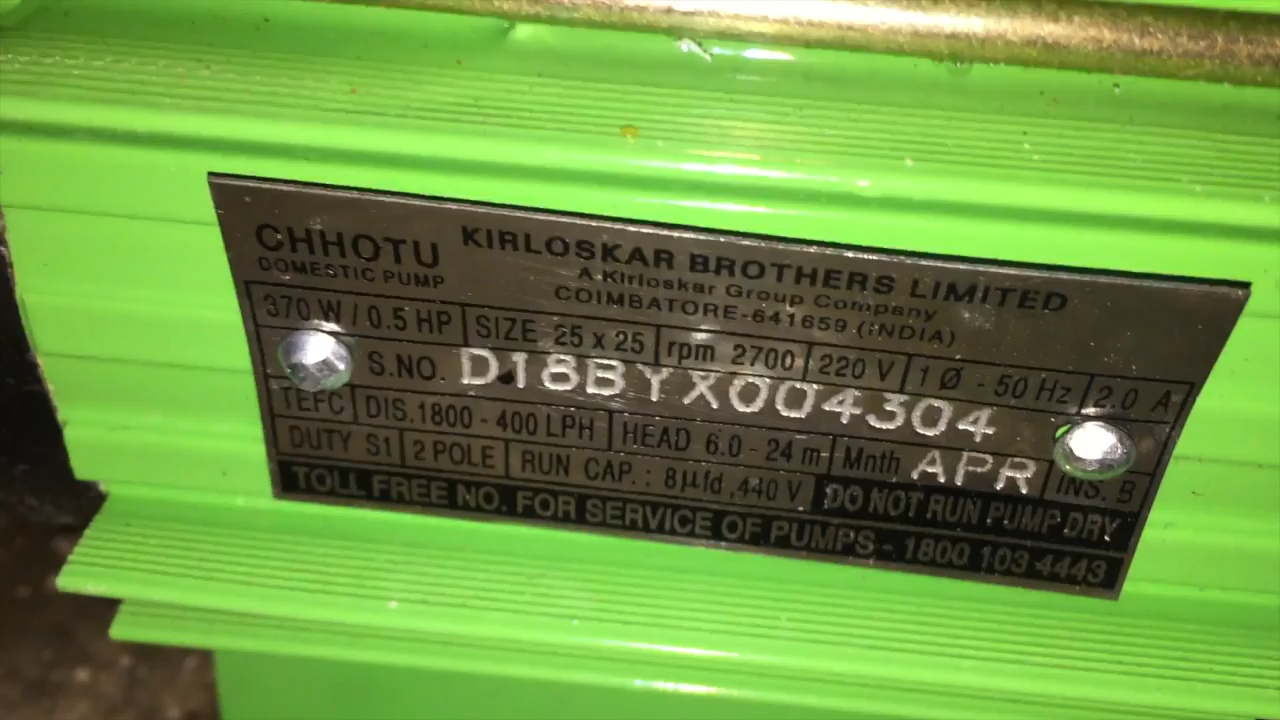 CHHOTU
DOMESTIC PUMP
KIRLOSKAR BROTHERS LIMITED
A Kirloskar Group Company
COIMBATORE-641659 (INDIA)
370 W / 0.5 HP SIZE 25 x 25 rpm 2700 220 V 1 Ø - 50 Hz 2.0 A
S.NO. D18BYX004304
TEFC DIS.1800 - 400 LPH HEAD 6.0 - 24 m Mnth APR INS. B
DUTY S1 2 POLE RUN CAP. : 8µfd ,440 V DO NOT RUN PUMP DRY
TOLL FREE NO. FOR SERVICE OF PUMPS - 1800 103 4443